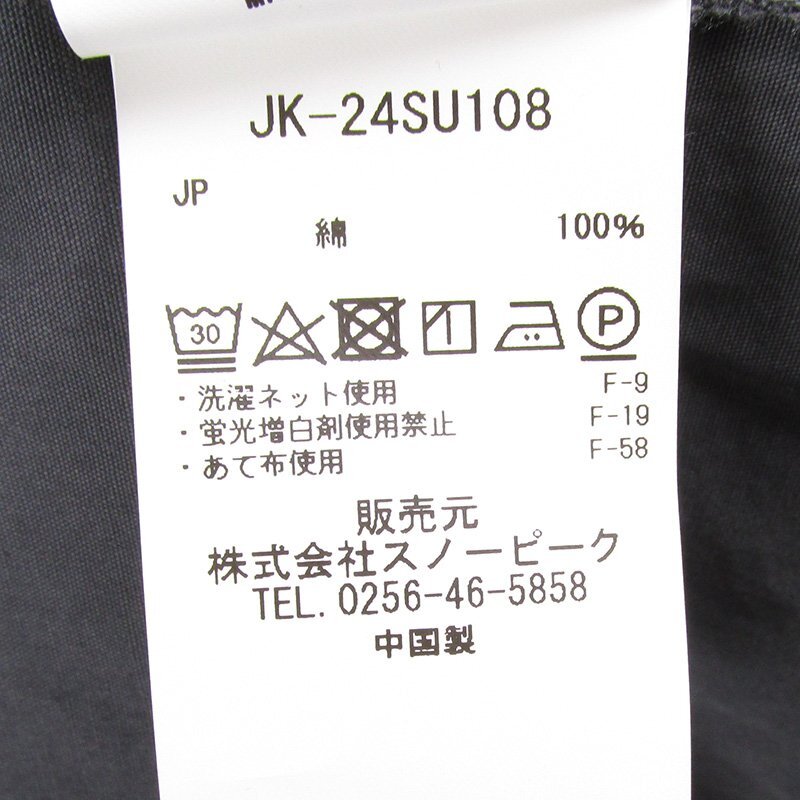 JK-24SU108
JP
綿 100%
30 P
・洗濯ネット使用 F-9
・蛍光増白剤使用禁止 F-19
・あて布使用 F-58
販売元
株式会社スノーピーク
TEL. 0256-46-5858
中国製